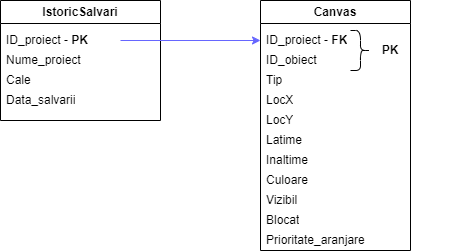 IstoricSalvari
ID_proiect - PK
Nume_proiect
Cale
Data_salvarii
Canvas
ID_proiect - FK
ID_obiect
PK
Tip
LocX
LocY
Latime
Inaltime
Culoare
Vizibil
Blocat
Prioritate_aranjare